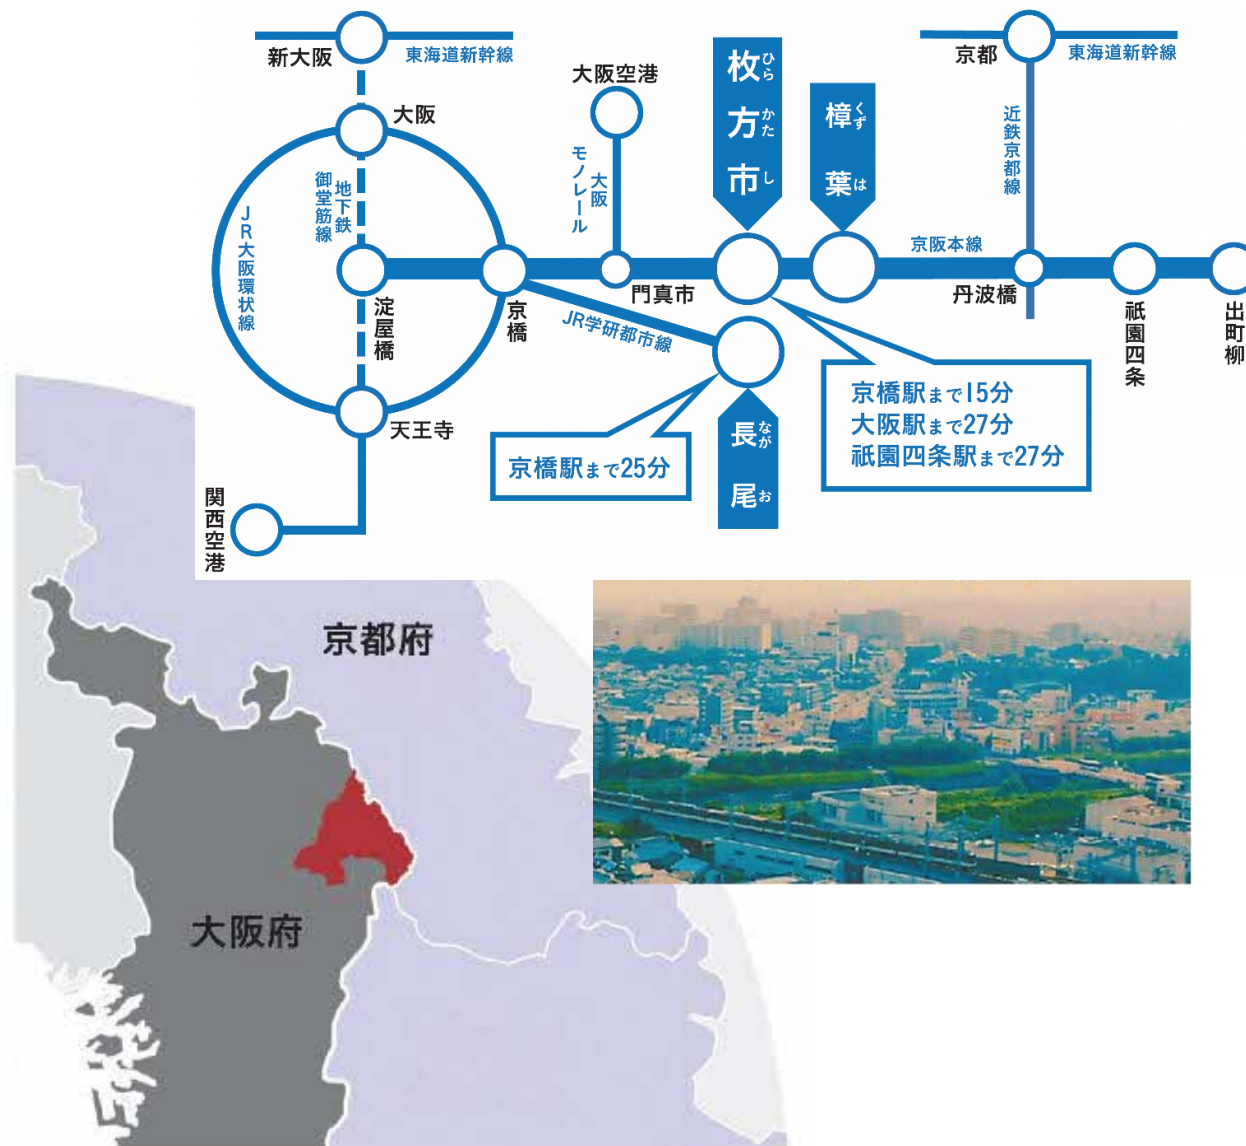 新大阪
東海道新幹線
京都
東海道新幹線
大阪
大阪空港
枚方市
ひらかたし
樟葉
くずは
近鉄京都線
地下鉄
御堂筋線
大阪
モノレール
JR大阪環状線
京阪本線
淀屋橋
京橋
門真市
丹波橋
祇園四条
出町柳
JR学研都市線
天王寺
京橋駅まで25分
長尾
ながお
京橋駅まで15分
大阪駅まで27分
祇園四条駅まで27分
関西空港
京都府
大阪府